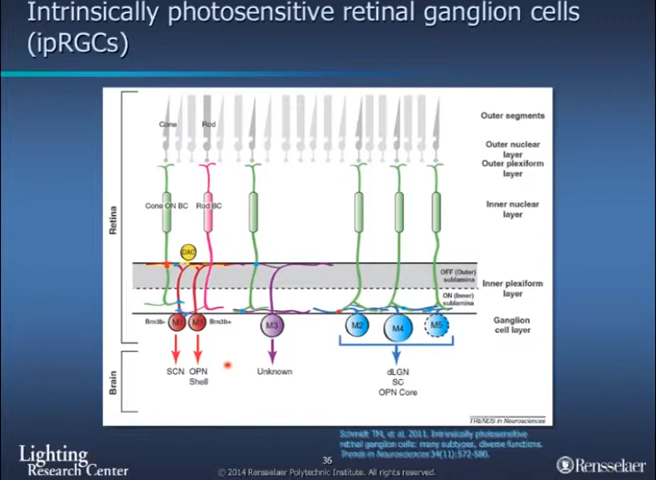 Intrinsically photosensitive retinal ganglion cells
(ipRGCs)
Cone
Rod
Outer segments
Outer nuclear
layer
Outer plexiform
layer
Retina
Cone ON BC
Rod BC
Inner nuclear
layer
DAC
OFF (Outer)
sublamina
ON (Inner)
sublamina
Inner plexiform
layer
Brn3b-
M1
M1
Brn3b+
M3
M2
M4
M5
Ganglion
cell layer
Brain
SCN
OPN
Shell
Unknown
dLGN
SC
OPN Core
TRENDS in Neurosciences
Schmidt TM, et al. 2011. Intrinsically photosensitive
retinal ganglion cells: many subtypes, diverse functions.
Trends in Neurosciences 34(11):572-580.
Lighting
Research Center
36
© 2014 Rensselaer Polytechnic Institute. All rights reserved.
Rensselaer